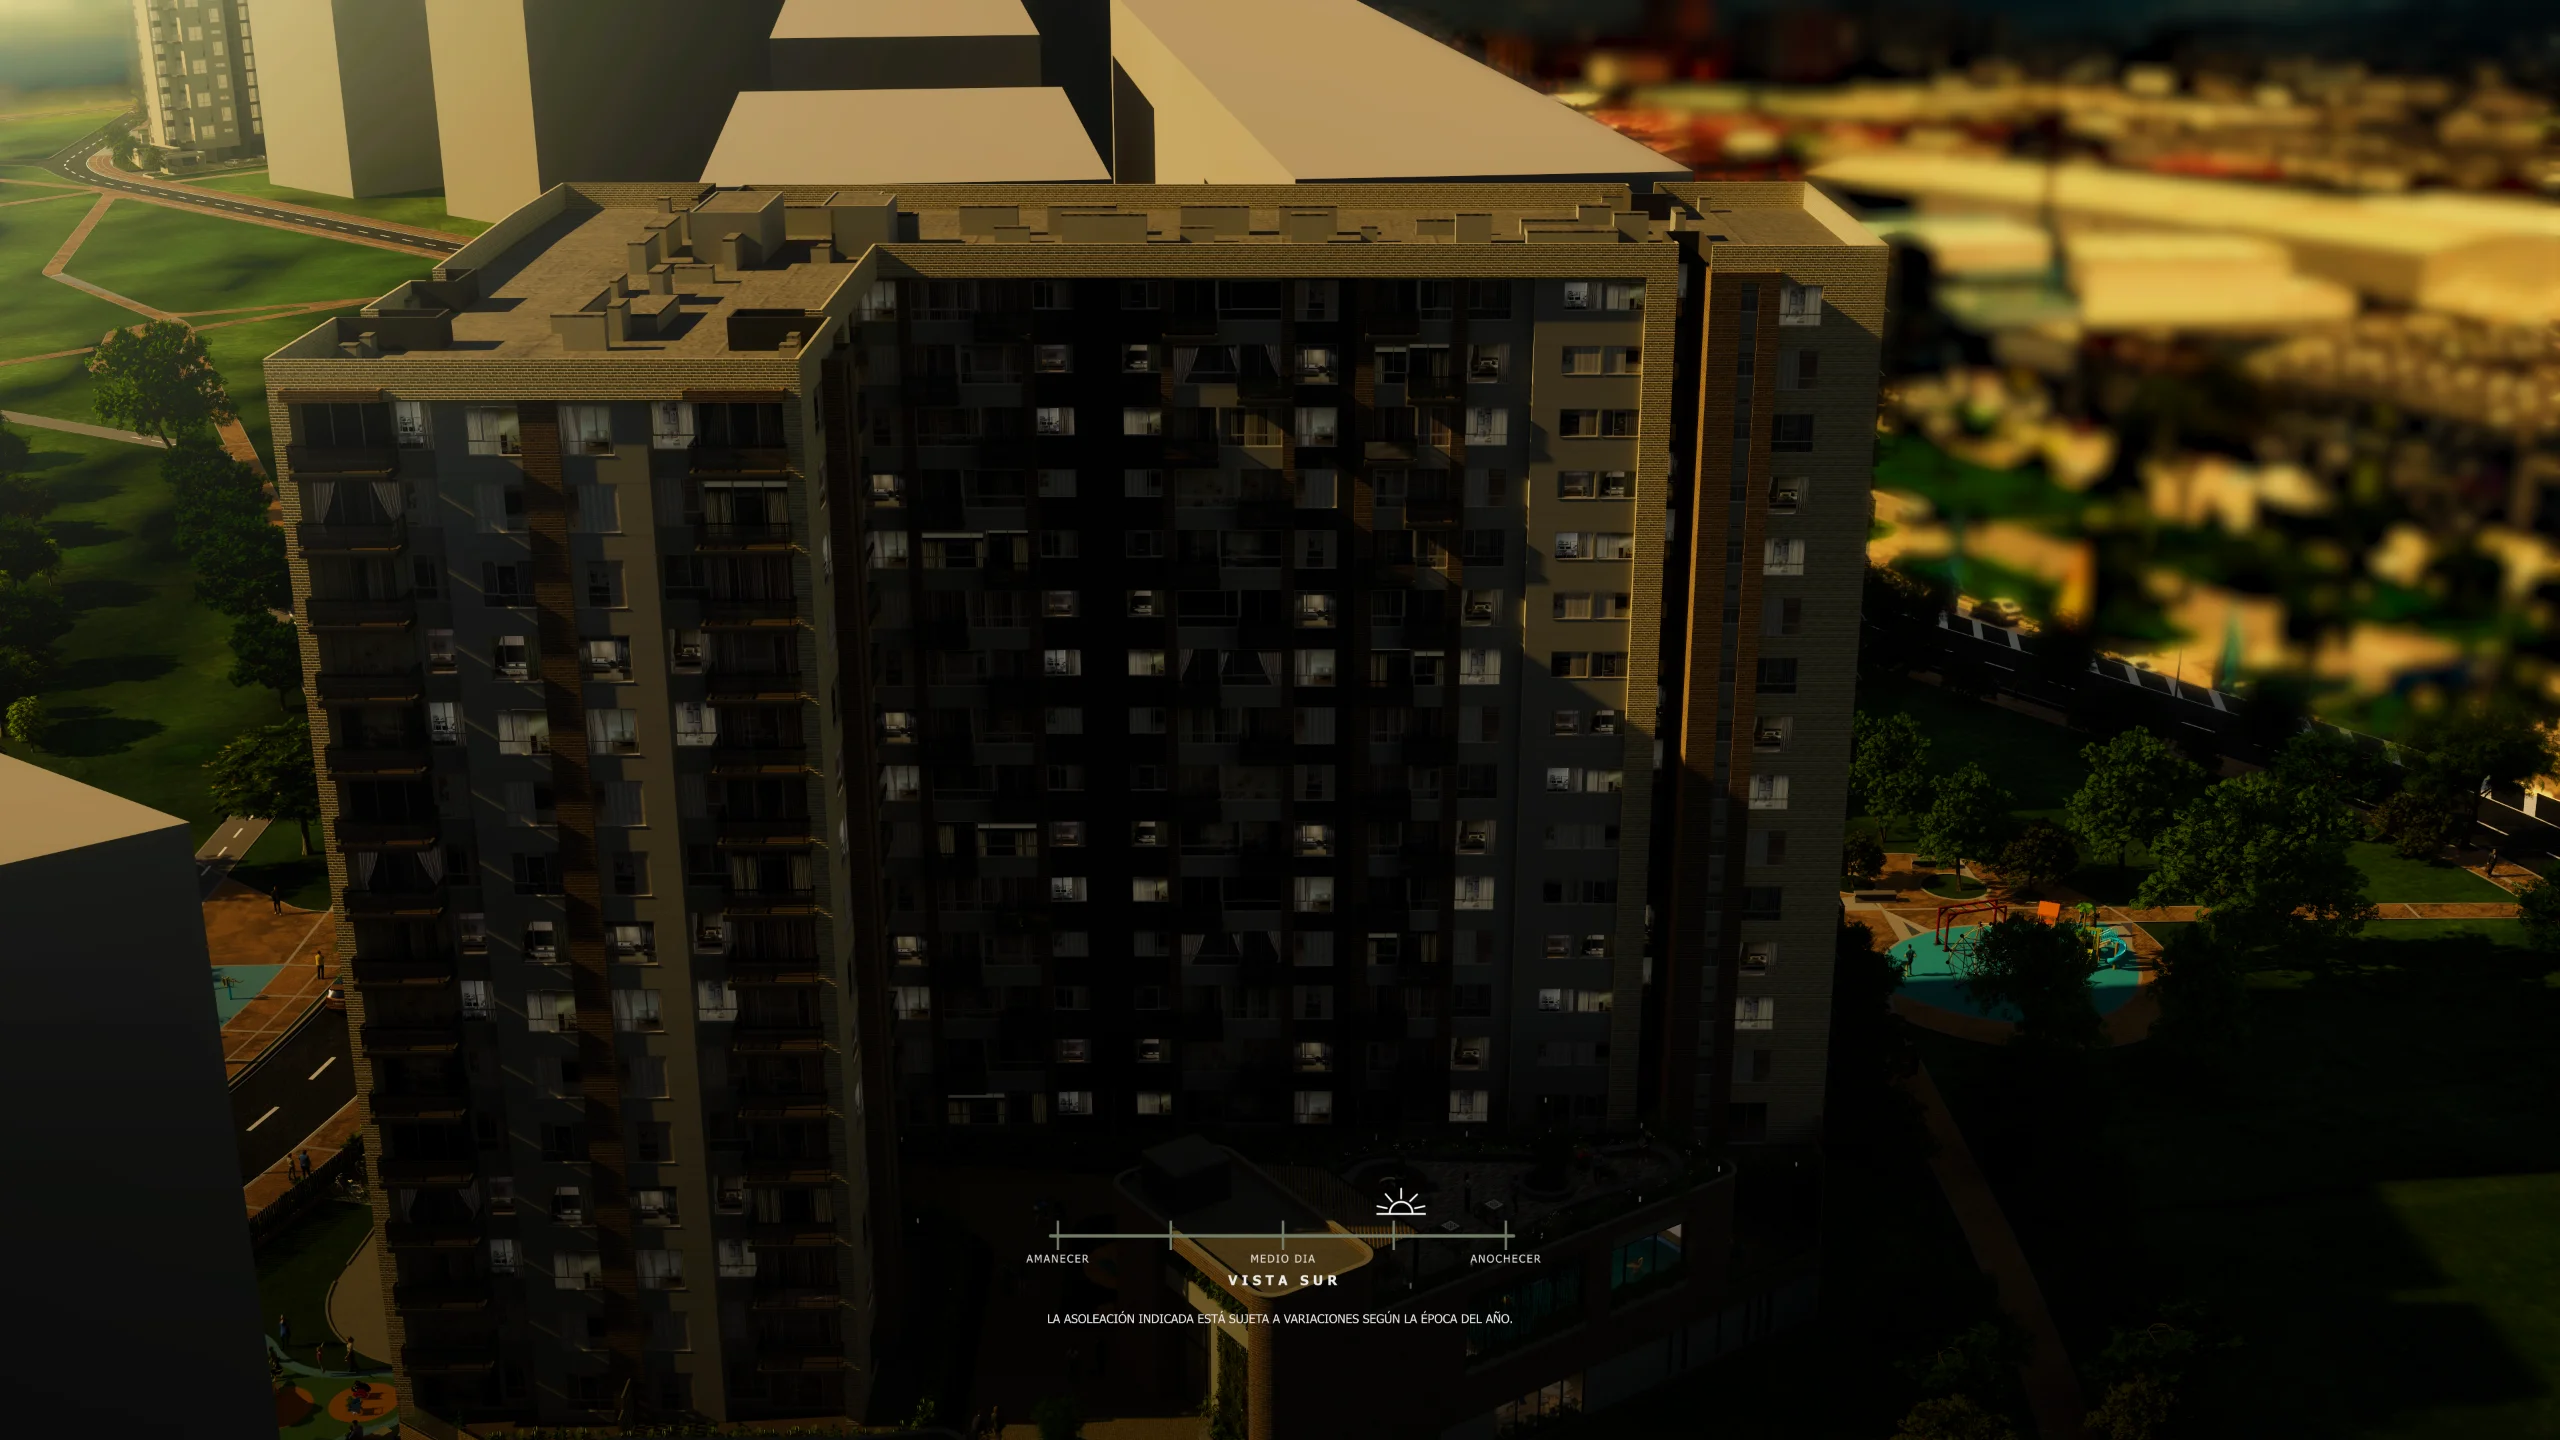 AMANECER MEDIO DIA ANOCHECER
VISTA SUR
LA ASOLEACIÓN INDICADA ESTÁ SUJETA A VARIACIONES SEGÚN LA ÉPOCA DEL AÑO.